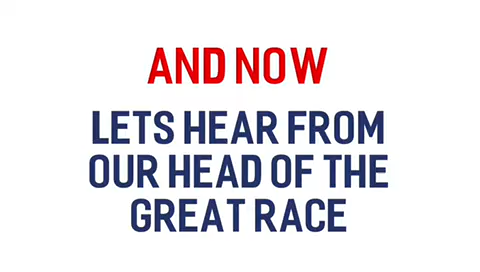 AND NOW
LETS HEAR FROM
OUR HEAD OF THE
GREAT RACE